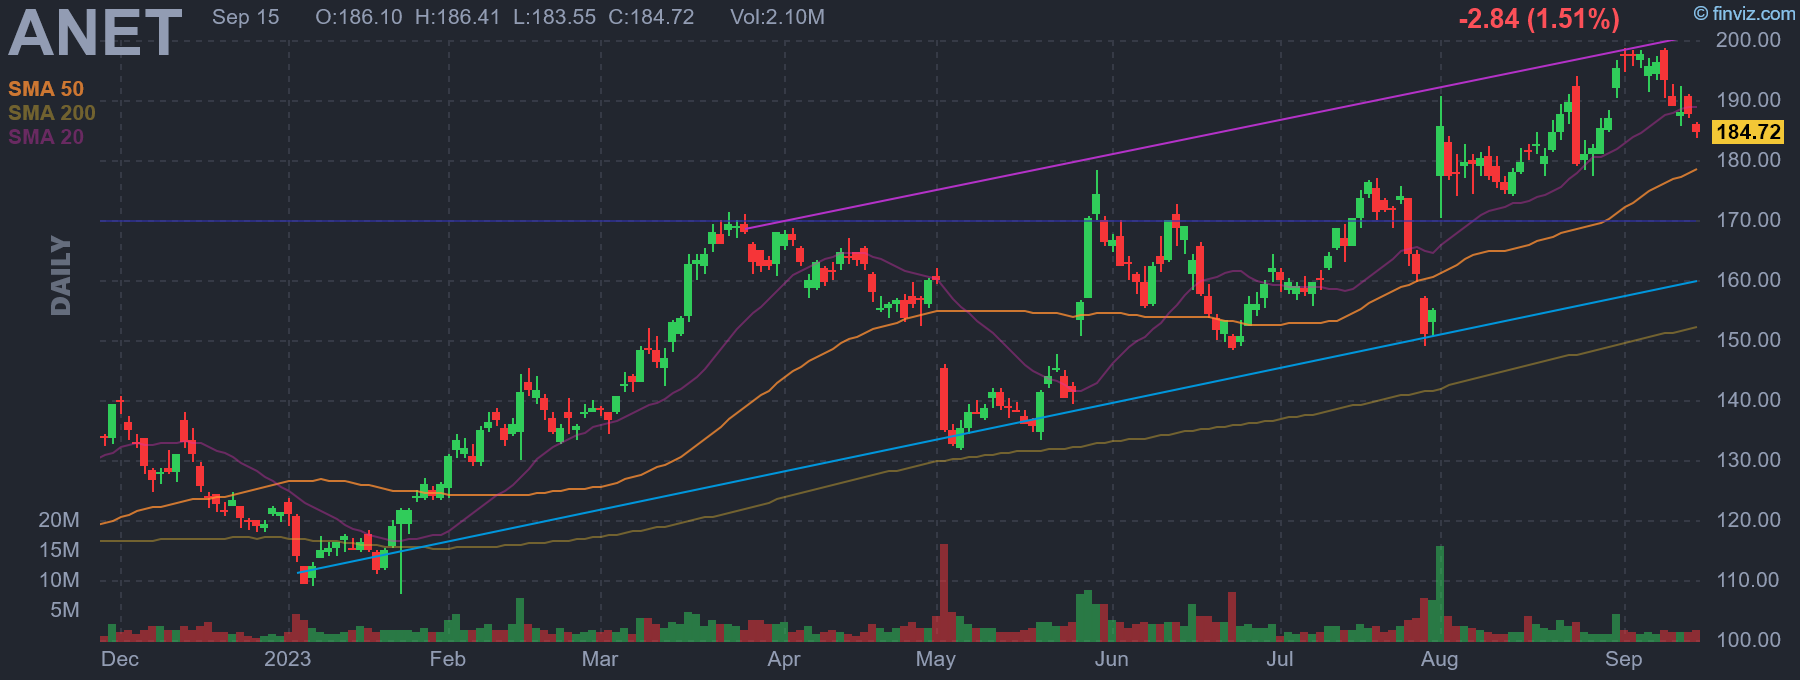 ANET Sep 15 O:186.10 H:186.41 L:183.55 C:184.72 Vol:2.10M -2.84 (1.51%) © finviz.com
SMA 50
SMA 200
SMA 20
DAILY
200.00
190.00
184.72
180.00
170.00
160.00
150.00
140.00
130.00
120.00
110.00
100.00
20M
15M
10M
5M
Dec 2023 Feb Mar Apr May Jun Jul Aug Sep